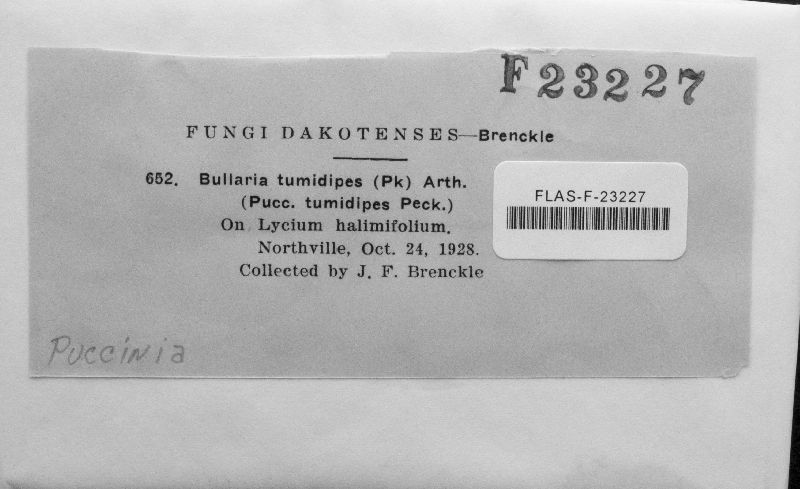 F23227
FUNGI DAKOTENSES—Brenckle
652. Bullaria tumidipes (Pk) Arth.
(Pucc. tumidipes Peck.)
On Lycium halimifolium.
Northville, Oct. 24, 1928.
Collected by J. F. Brenckle
FLAS-F-23227
Puccinia